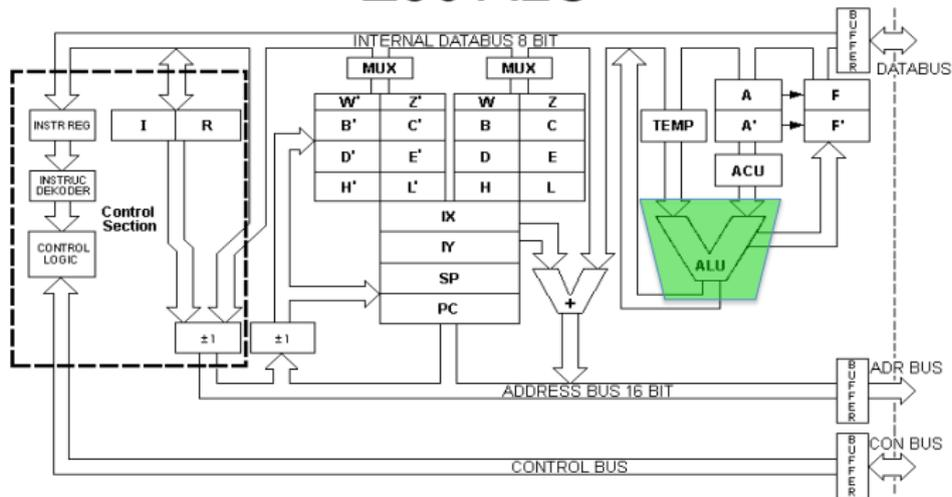 INTERNAL DATABUS 8 BIT
BUFFER
DATABUS
MUX
MUX
W' Z' W Z
B' C' B C
D' E' D E
H' L' H L
IX
IY
SP
PC
INSTR REG
I R
INSTRUC
DEKODER
Control
Section
CONTROL
LOGIC
±1
±1
+
TEMP
A F
A' F'
ACU
ALU
ADDRESS BUS 16 BIT
BUFFER
ADR BUS
CONTROL BUS
BUFFER
CON BUS